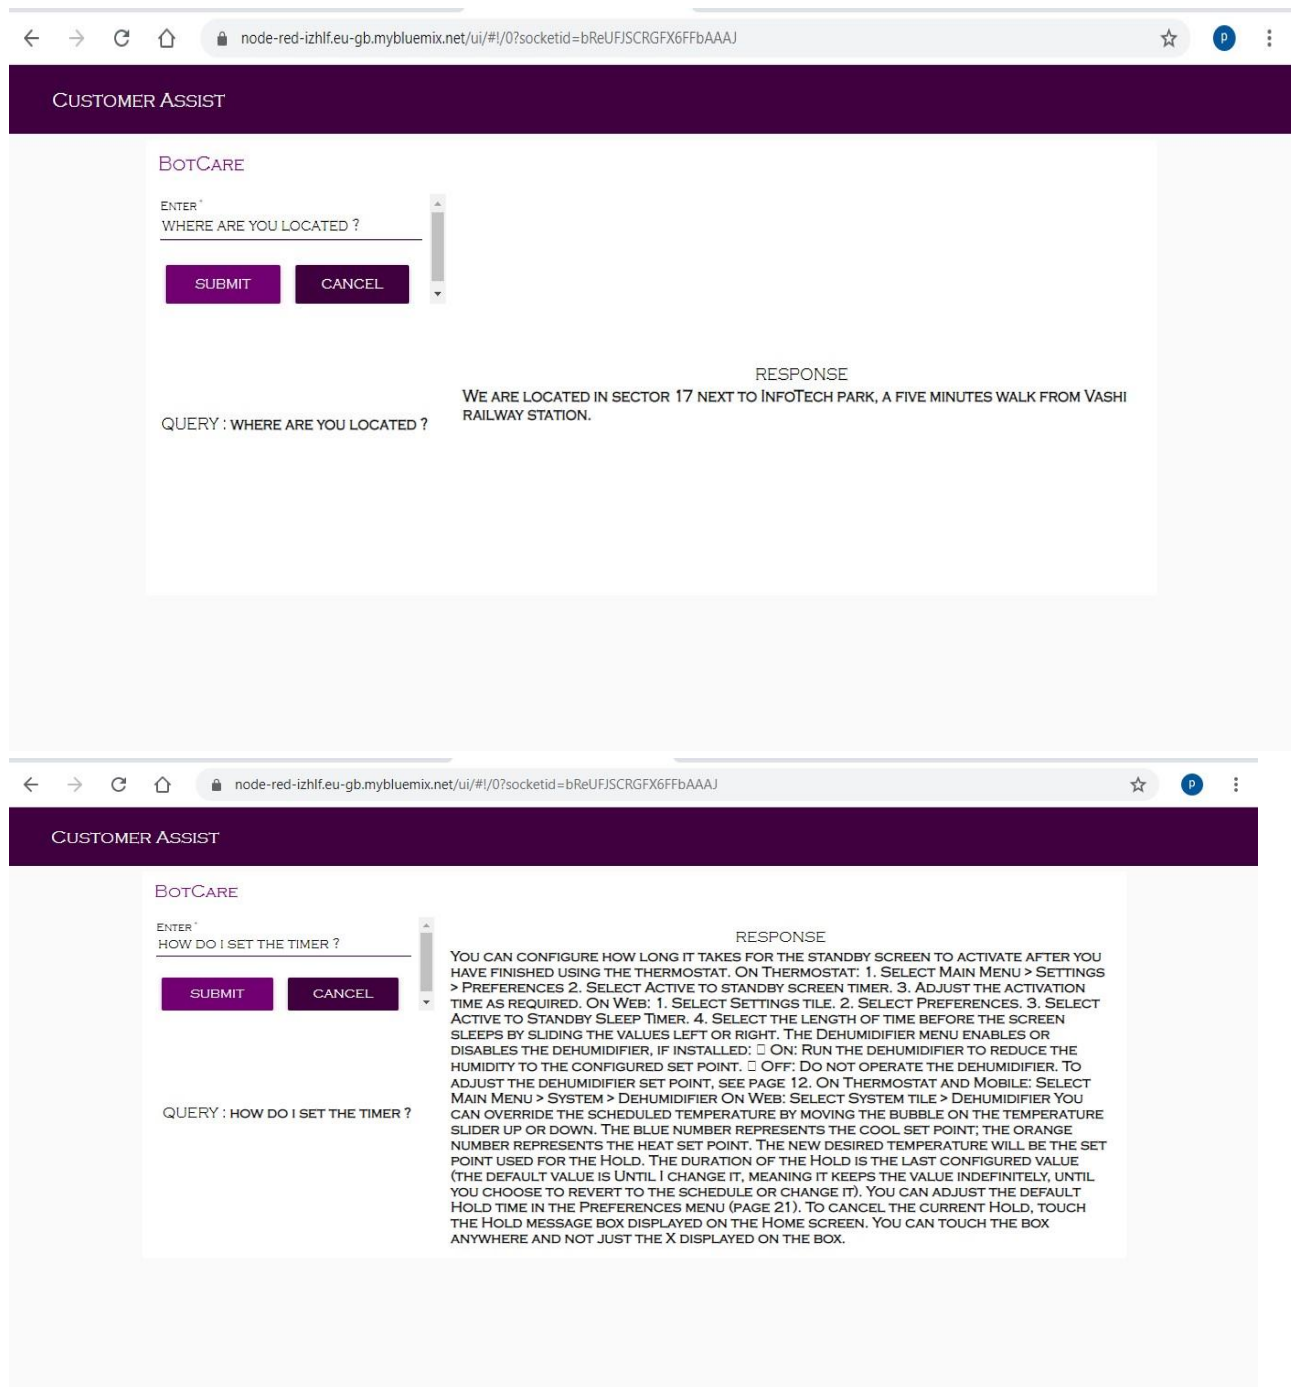 node-red-izhlf.eu-gb.mybluemix.net/ui/#!/0?socketid=bReUFJSCRGFX6FFbAAAJ
P
Customer Assist
BotCare
Enter *
WHERE ARE YOU LOCATED ?
SUBMIT
CANCEL
RESPONSE
We are located in sector 17 next to InfoTech park, a five minutes walk from Vashi
railway station.
QUERY : where are you located ?
node-red-izhlf.eu-gb.mybluemix.net/ui/#!/0?socketid=bReUFJSCRGFX6FFbAAAJ
P
Customer Assist
BotCare
Enter *
HOW DO I SET THE TIMER ?
SUBMIT
CANCEL
QUERY : how do i set the timer ?
RESPONSE
You can configure how long it takes for the standby screen to activate after you
have finished using the thermostat. On Thermostat: 1. Select Main Menu > Settings
> Preferences 2. Select Active to standby screen timer. 3. Adjust the activation
time as required. On Web: 1. Select Settings tile. 2. Select Preferences. 3. Select
Active to Standby Sleep Timer. 4. Select the length of time before the screen
sleeps by sliding the values left or right. The Dehumidifier menu enables or
disables the dehumidifier, if installed: On: Run the dehumidifier to reduce the
humidity to the configured set point. Off: Do not operate the dehumidifier. To
adjust the dehumidifier set point, see page 12. On Thermostat and Mobile: Select
Main Menu > System > Dehumidifier On Web: Select System tile > Dehumidifier You
can override the scheduled temperature by moving the bubble on the temperature
slider up or down. The blue number represents the cool set point; the orange
number represents the heat set point. The new desired temperature will be the set
point used for the Hold. The duration of the Hold is the last configured value
(the default value is Until I change it, meaning it keeps the value indefinitely, until
you choose to revert to the schedule or change it). You can adjust the default
Hold time in the Preferences menu (page 21). To cancel the current Hold, touch
the Hold message box displayed on the Home screen. You can touch the box
anywhere and not just the X displayed on the box.